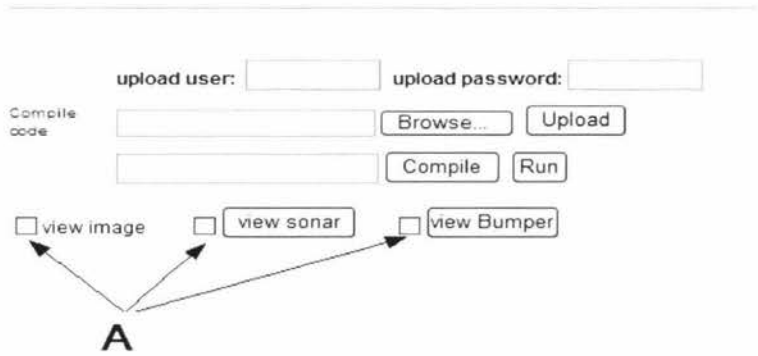 upload user: upload password:
Compile
code
Browse... Upload
Compile Run
view image view sonar view Bumper
A